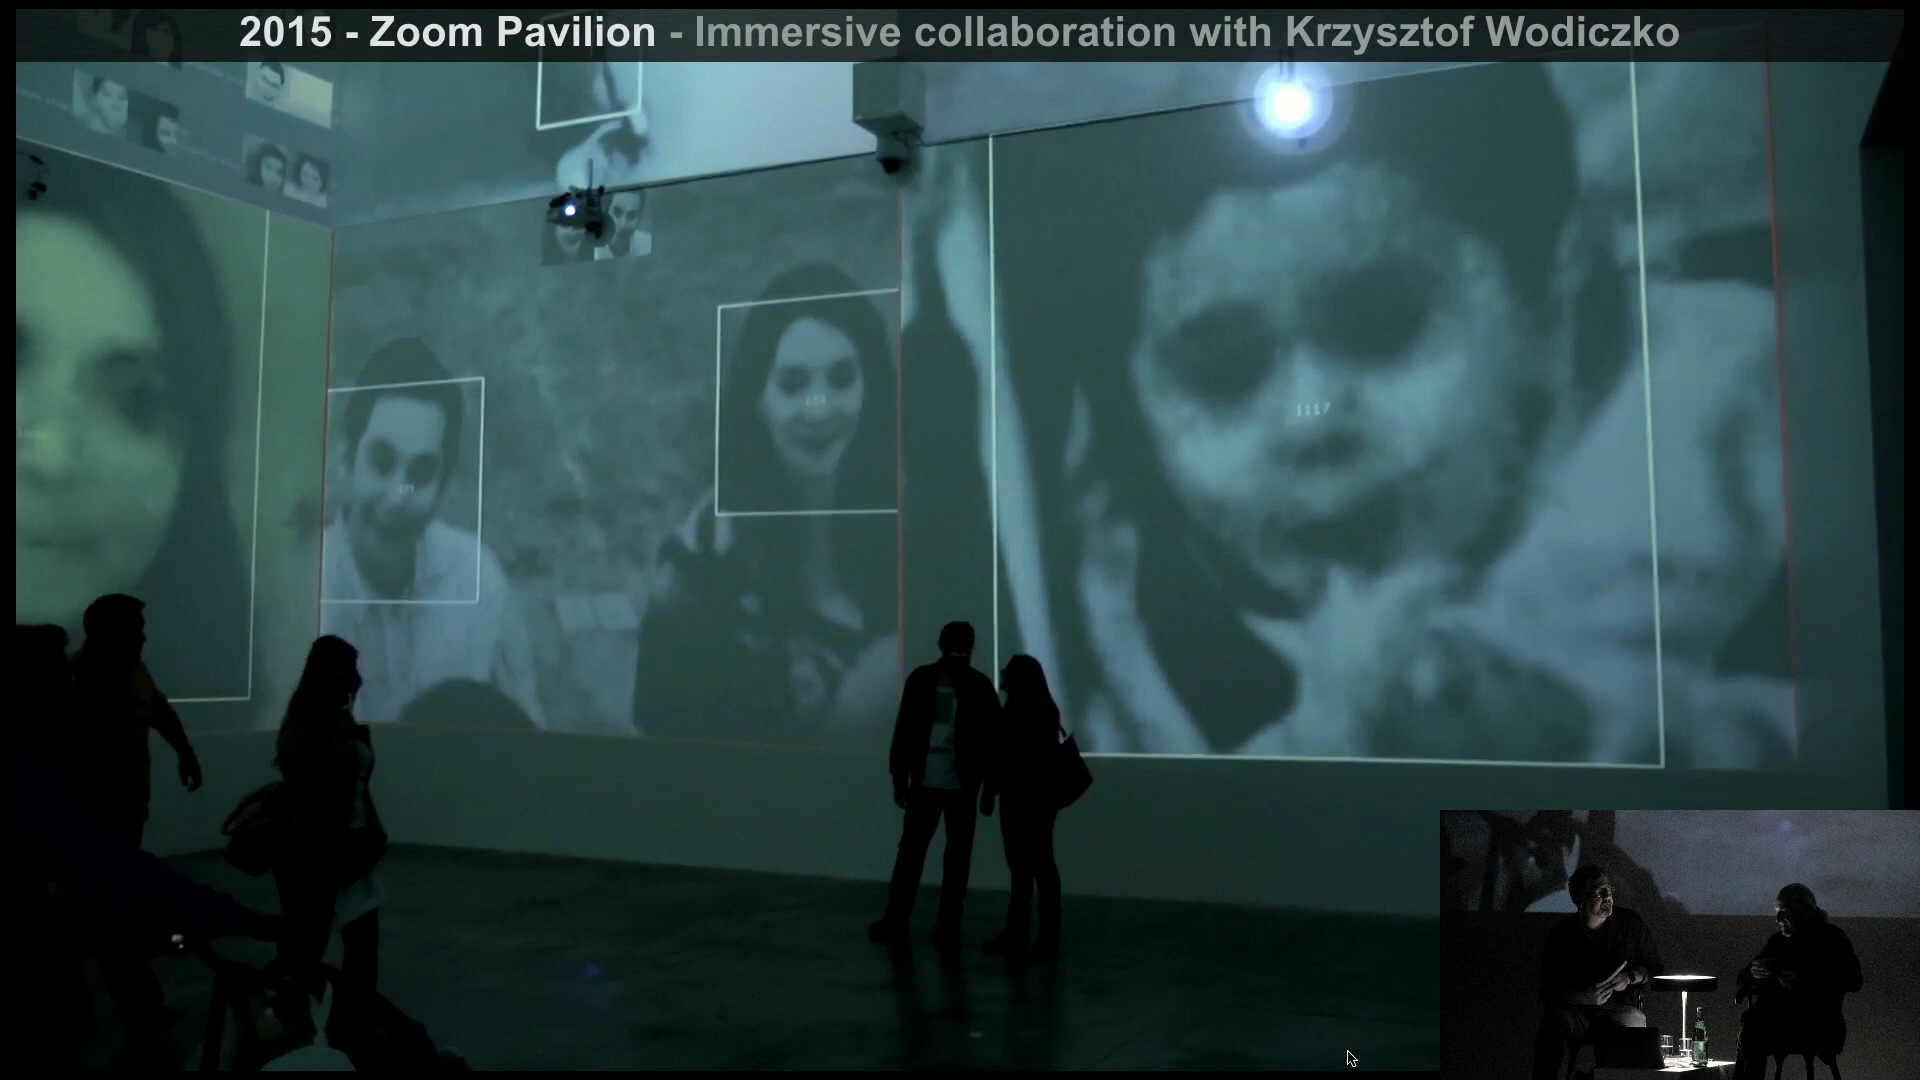 2015 - Zoom Pavilion - Immersive collaboration with Krzysztof Wodiczko
1117